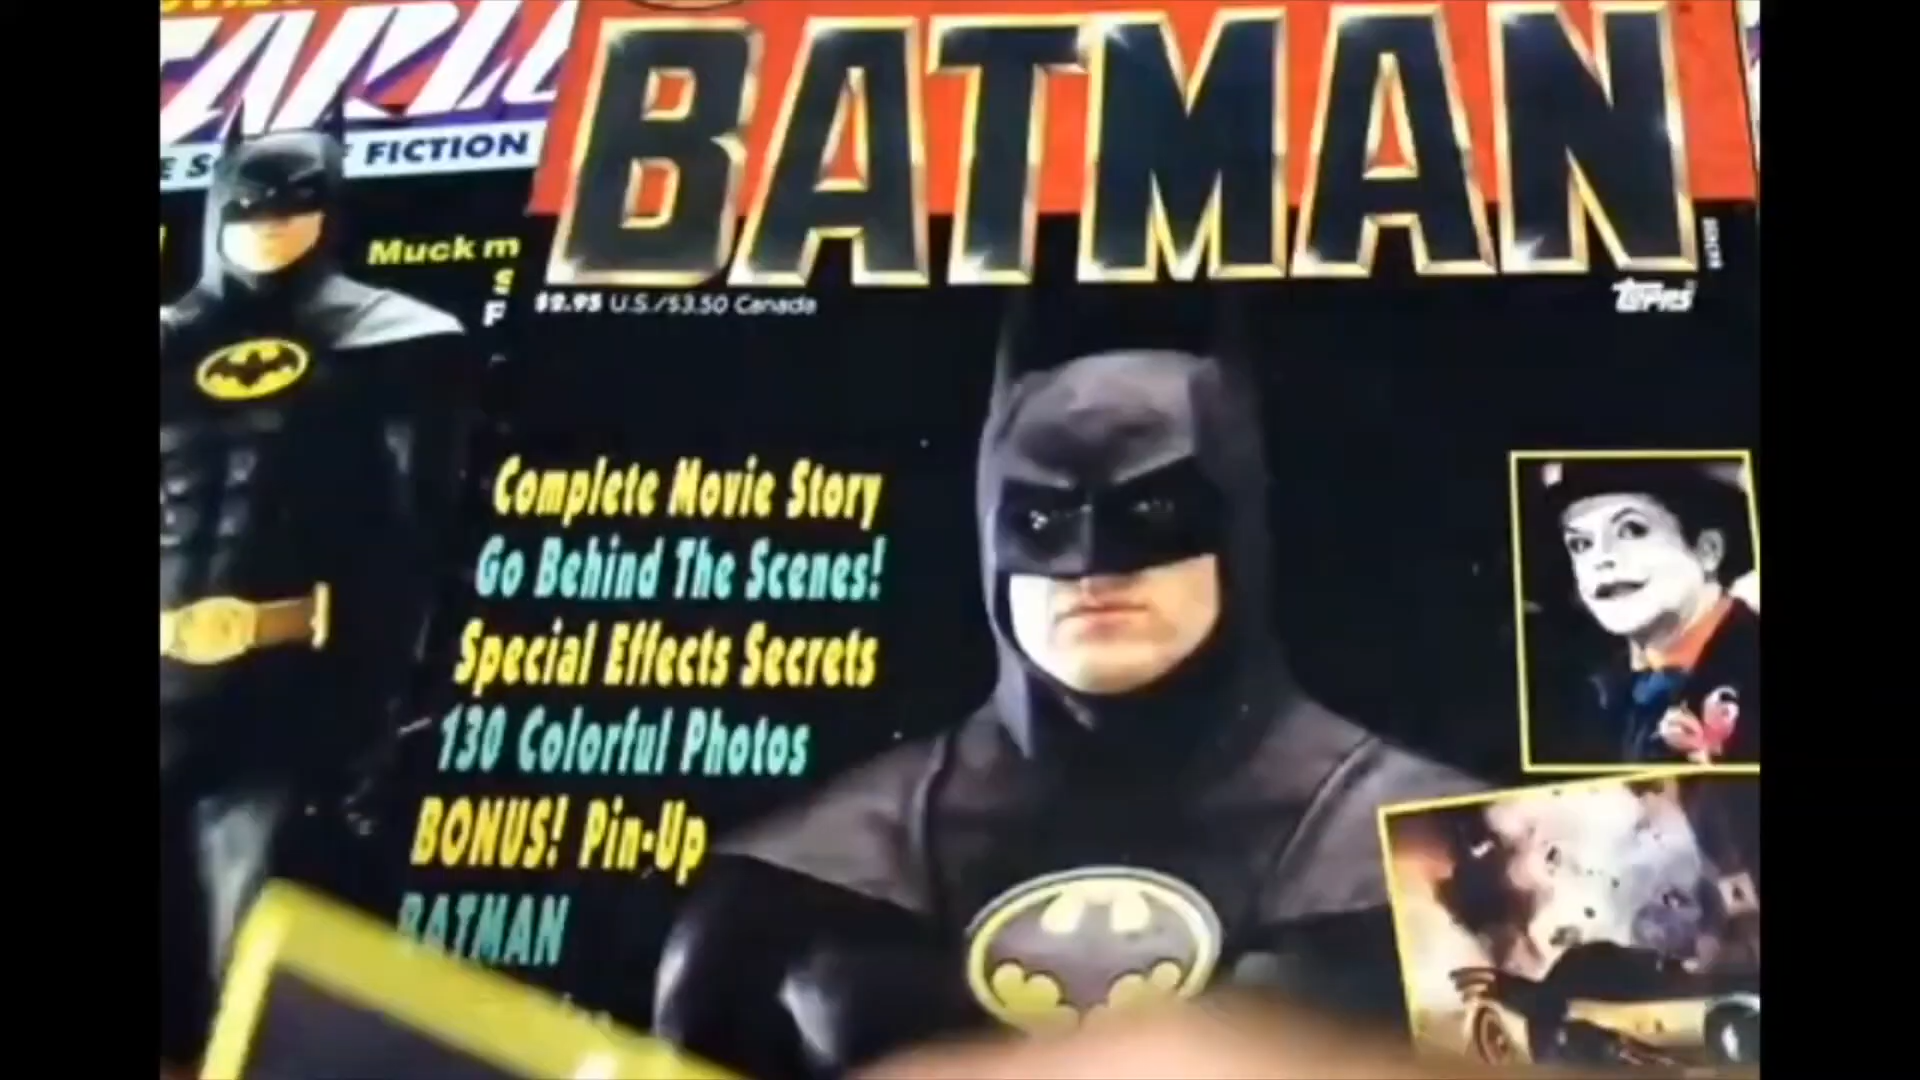 FICTION
Muck m
S
F
BATMAN
$2.95 U.S./$3.50 Canada
TOPPS
Complete Movie Story
Go Behind The Scenes!
Special Effects Secrets
130 Colorful Photos
BONUS! Pin-Up
BATMAN